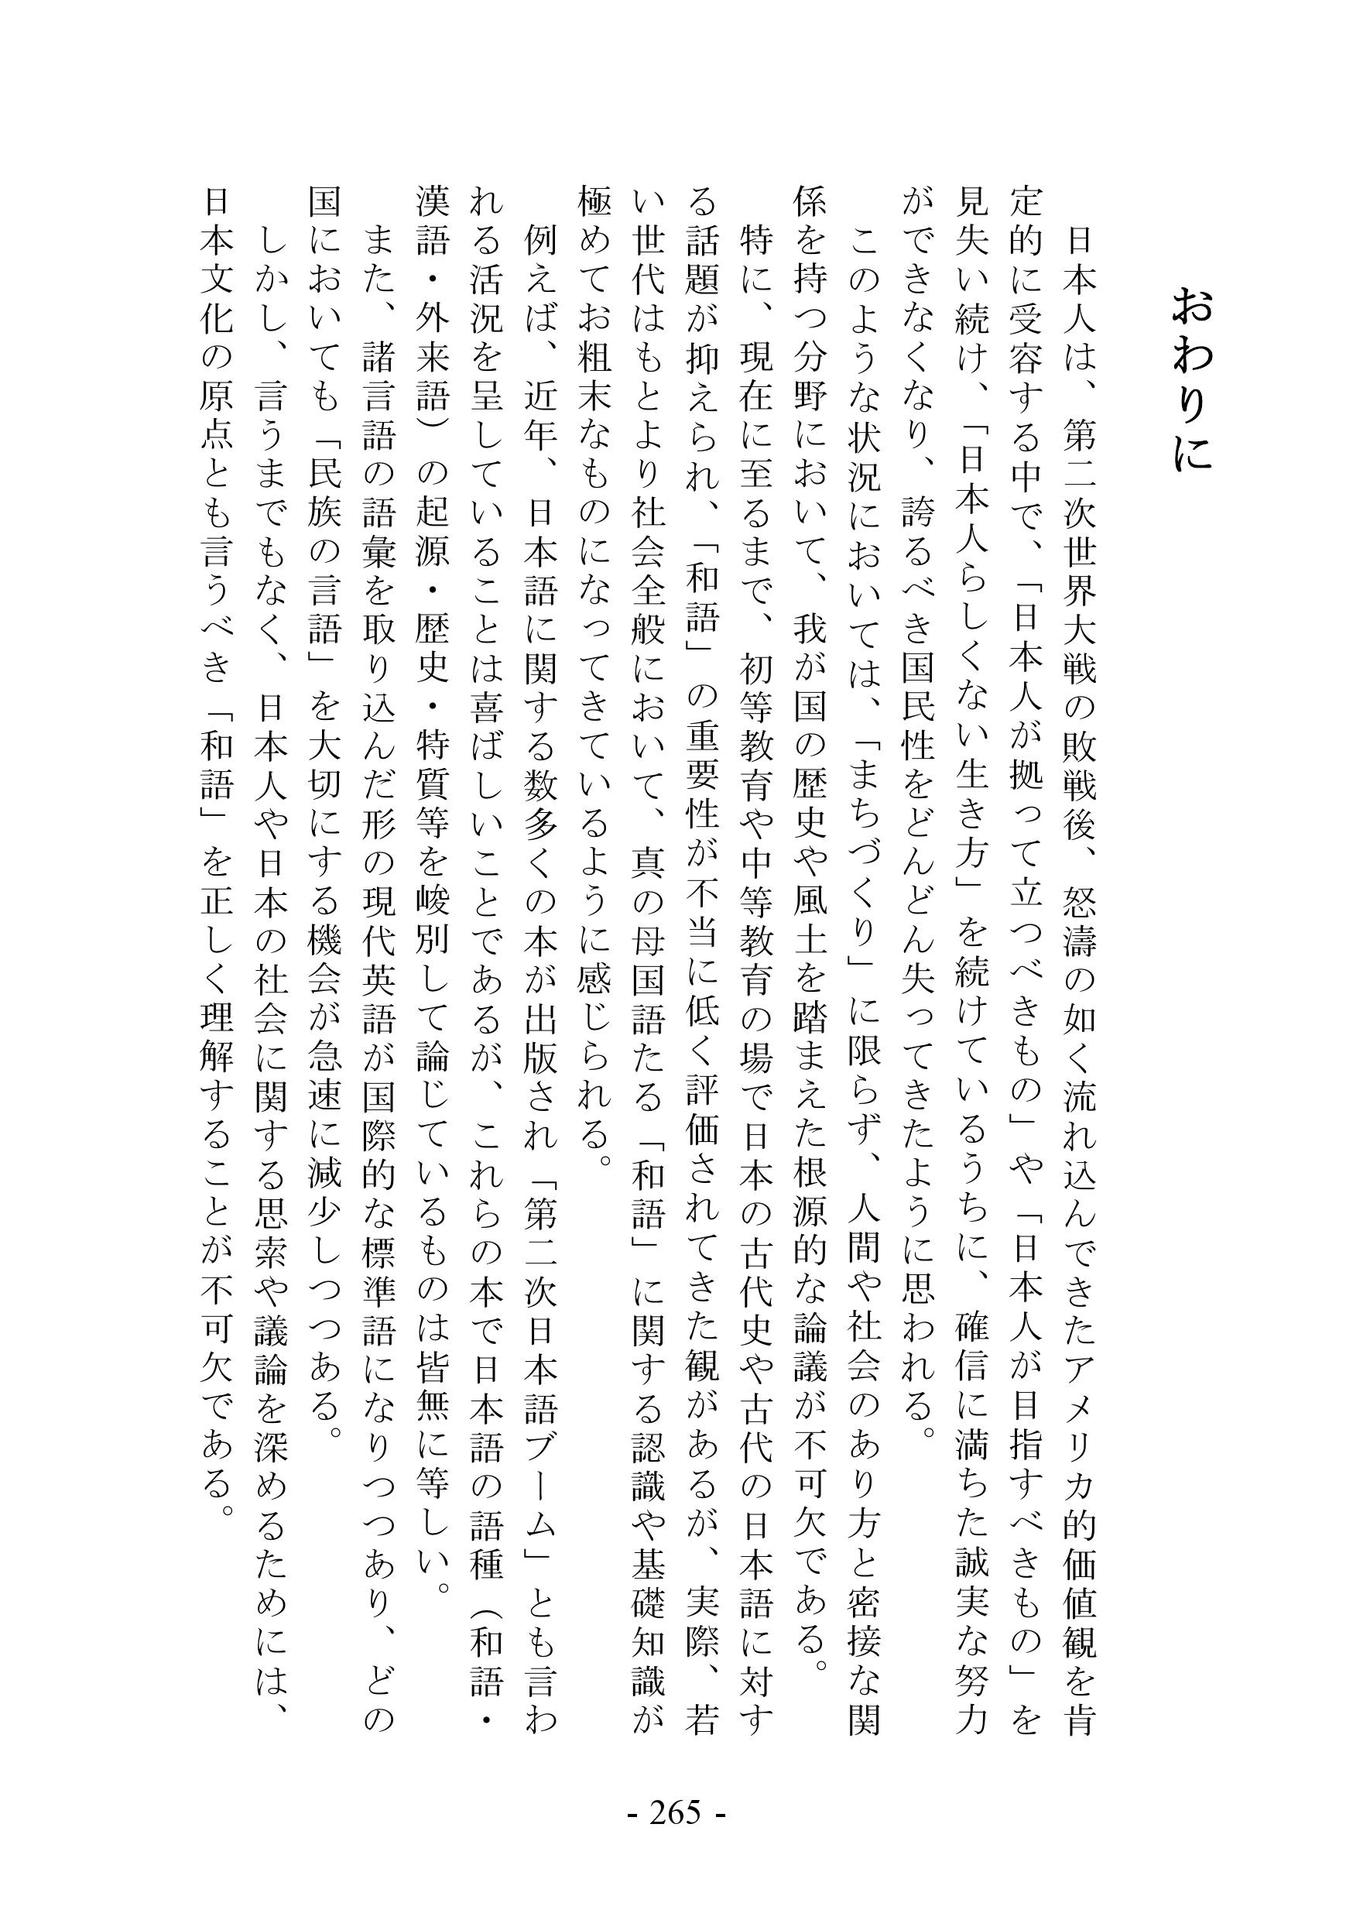 おわりに
日本人は、第二次世界大戦の敗戦後、怒濤の如く流れ込んできたアメリカ的価値観を肯
定的に受容する中で、「日本人が拠って立つべきもの」や「日本人が目指すべきもの」を
見失い続け、「日本人らしくない生き方」を続けているうちに、確信に満ちた誠実な努力
ができなくなり、誇るべき国民性をどんどん失ってきたように思われる。
このような状況においては、「まちづくり」に限らず、人間や社会のあり方と密接な関
係を持つ分野において、我が国の歴史や風土を踏まえた根源的な論議が不可欠である。
特に、現在に至るまで、初等教育や中等教育の場で日本の古代史や古代の日本語に対す
る話題が抑えられ、「和語」の重要性が不当に低く評価されてきた観があるが、実際、若
い世代はもとより社会全般において、真の母国語たる「和語」に関する認識や基礎知識が
極めてお粗末なものになってきているように感じられる。
例えば、近年、日本語に関する数多くの本が出版され「第二次日本語ブーム」とも言わ
れる活況を呈していることは喜ばしいことであるが、これらの本で日本語の語種（和語・
漢語・外来語）の起源・歴史・特質等を峻別して論じているものは皆無に等しい。
また、諸言語の語彙を取り込んだ形の現代英語が国際的な標準語になりつつあり、どの
国においても「民族の言語」を大切にする機会が急速に減少しつつある。
しかし、言うまでもなく、日本人や日本の社会に関する思索や議論を深めるためには、
日本文化の原点とも言うべき「和語」を正しく理解することが不可欠である。
- 265 -